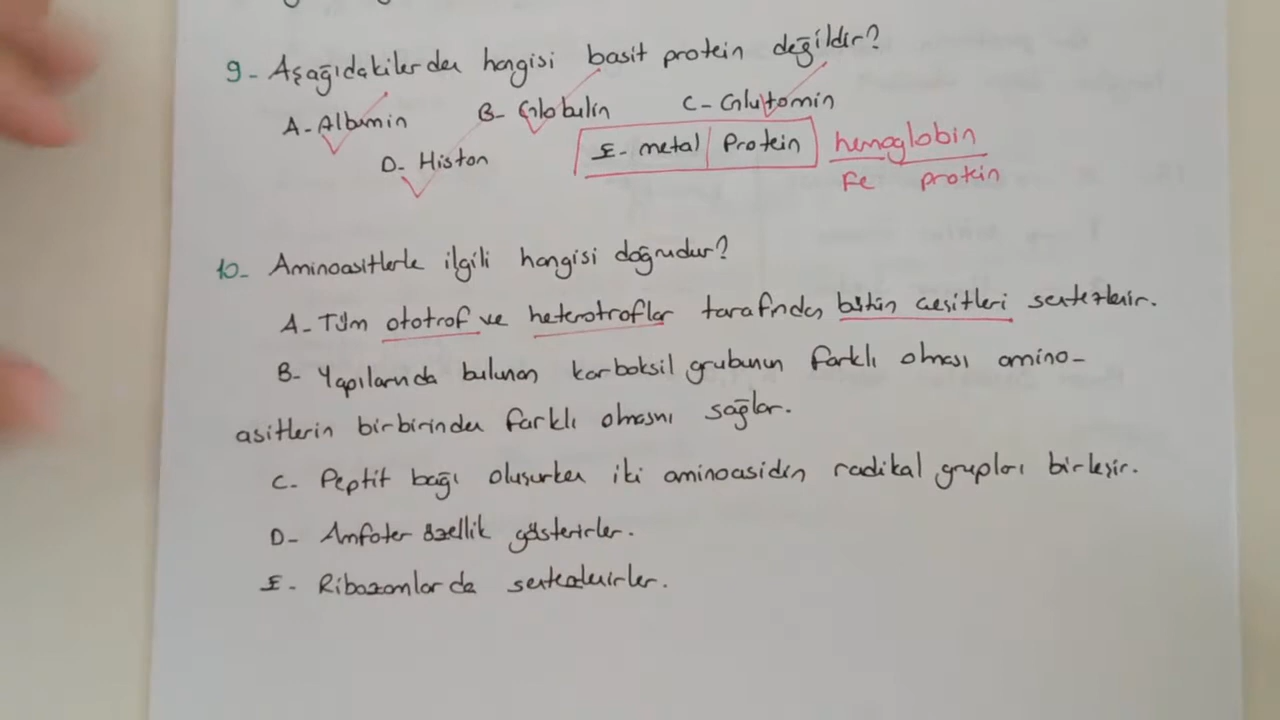 9- Aşağıdakilerden hangisi basit protein değildir?
A- Albumin B- Globulin C- Glutamin
D- Histon E- metal Protein hemoglobin
Fe protein
10- Aminoasitlerle ilgili hangisi doğrudur?
A- Tüm ototrof ve heterotroflar tarafından bütün çeşitleri sentezlenir.
B- Yapılarında bulunan karboksil grubunun farklı olması amino-
asitlerin birbirinden farklı olmasını sağlar.
C- Peptit bağı oluşurken iki aminoasidin radikal grupları birleşir.
D- Amfoter özellik gösterirler.
E- Ribozomlarda sentezlenirler.